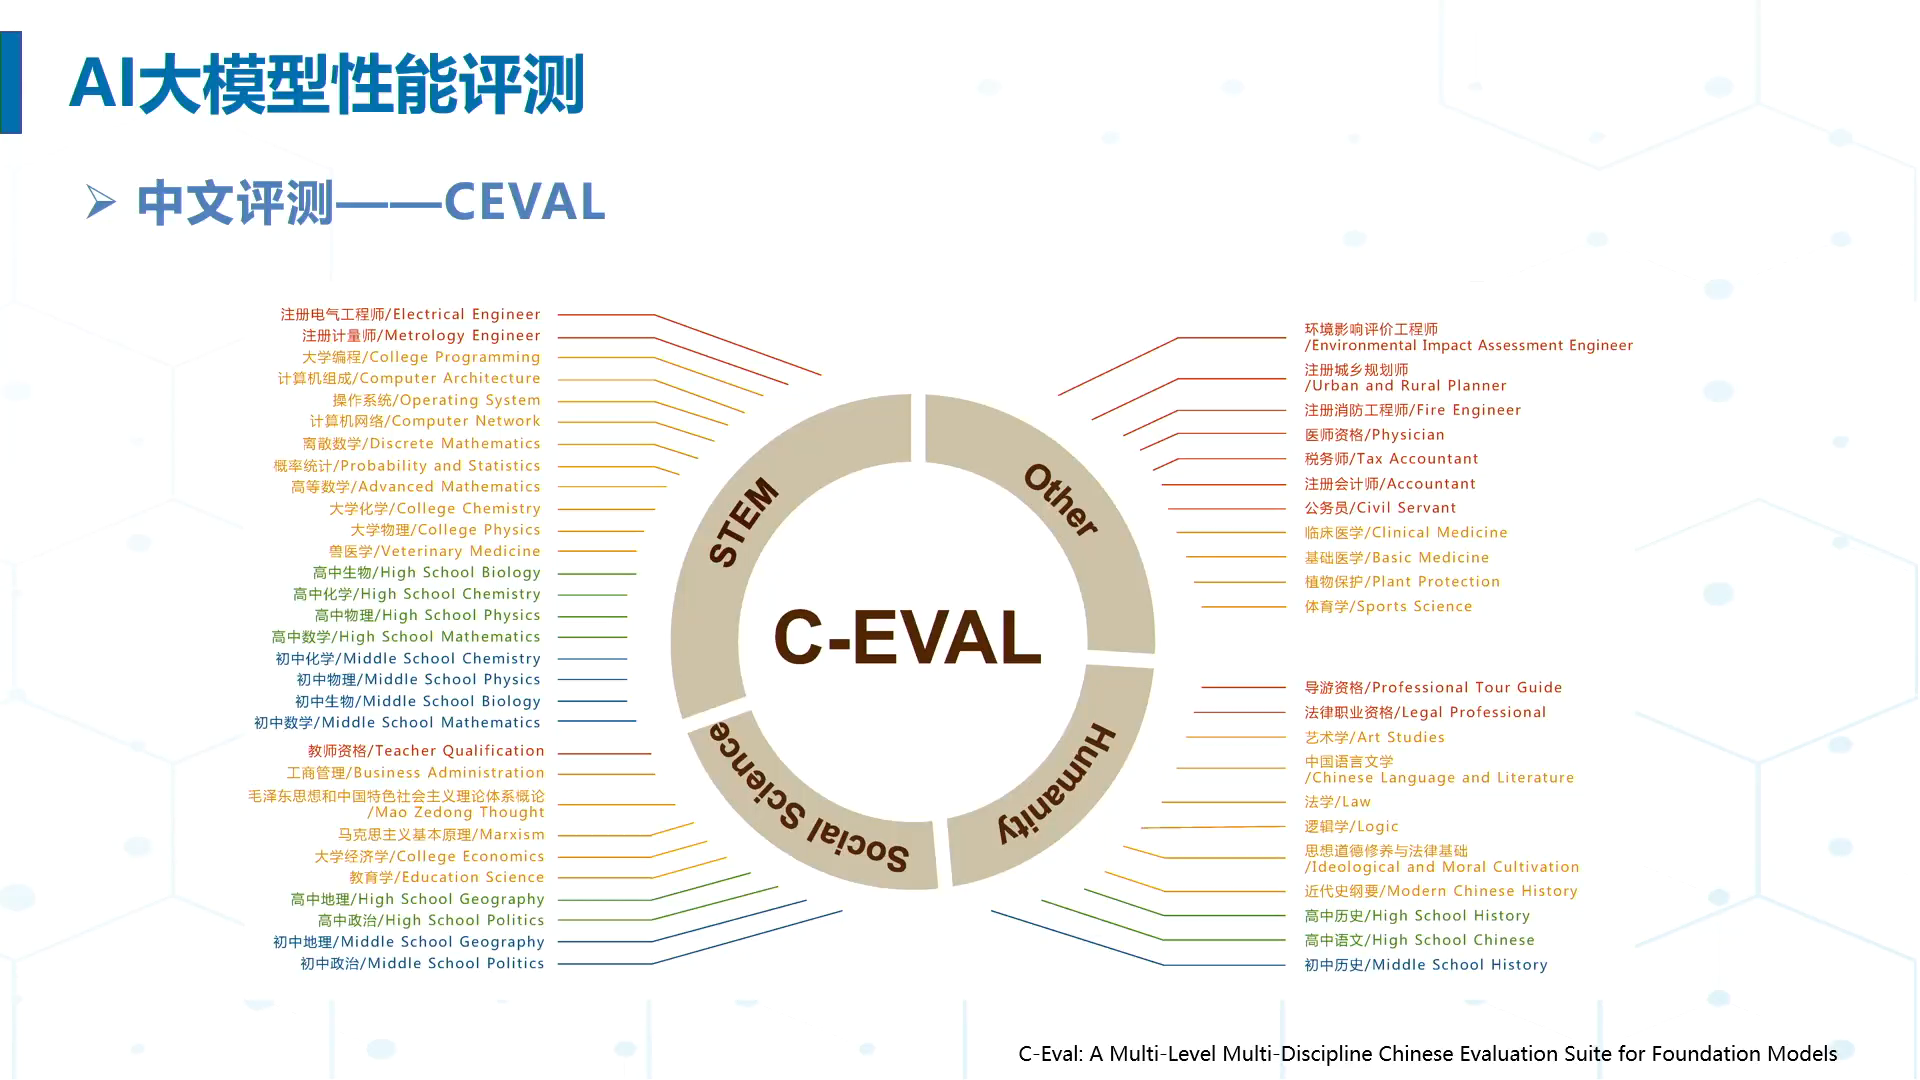 AI大模型性能评测
中文评测——CEVAL
注册电气工程师/Electrical Engineer
注册计量师/Metrology Engineer
大学编程/College Programming
计算机组成/Computer Architecture
操作系统/Operating System
计算机网络/Computer Network
离散数学/Discrete Mathematics
概率统计/Probability and Statistics
高等数学/Advanced Mathematics
大学化学/College Chemistry
大学物理/College Physics
兽医学/Veterinary Medicine
高中生物/High School Biology
高中化学/High School Chemistry
高中物理/High School Physics
高中数学/High School Mathematics
初中化学/Middle School Chemistry
初中物理/Middle School Physics
初中生物/Middle School Biology
初中数学/Middle School Mathematics
教师资格/Teacher Qualification
工商管理/Business Administration
毛泽东思想和中国特色社会主义理论体系概论
/Mao Zedong Thought
马克思主义基本原理/Marxism
大学经济学/College Economics
教育学/Education Science
高中地理/High School Geography
高中政治/High School Politics
初中地理/Middle School Geography
初中政治/Middle School Politics
STEM
Other
C-EVAL
Social Science
Humanity
环境影响评价工程师
/Environmental Impact Assessment Engineer
注册城乡规划师
/Urban and Rural Planner
注册消防工程师/Fire Engineer
医师资格/Physician
税务师/Tax Accountant
注册会计师/Accountant
公务员/Civil Servant
临床医学/Clinical Medicine
基础医学/Basic Medicine
植物保护/Plant Protection
体育学/Sports Science
导游资格/Professional Tour Guide
法律职业资格/Legal Professional
艺术学/Art Studies
中国语言文学
/Chinese Language and Literature
法学/Law
逻辑学/Logic
思想道德修养与法律基础
/Ideological and Moral Cultivation
近代史纲要/Modern Chinese History
高中历史/High School History
高中语文/High School Chinese
初中历史/Middle School History
C-Eval: A Multi-Level Multi-Discipline Chinese Evaluation Suite for Foundation Models